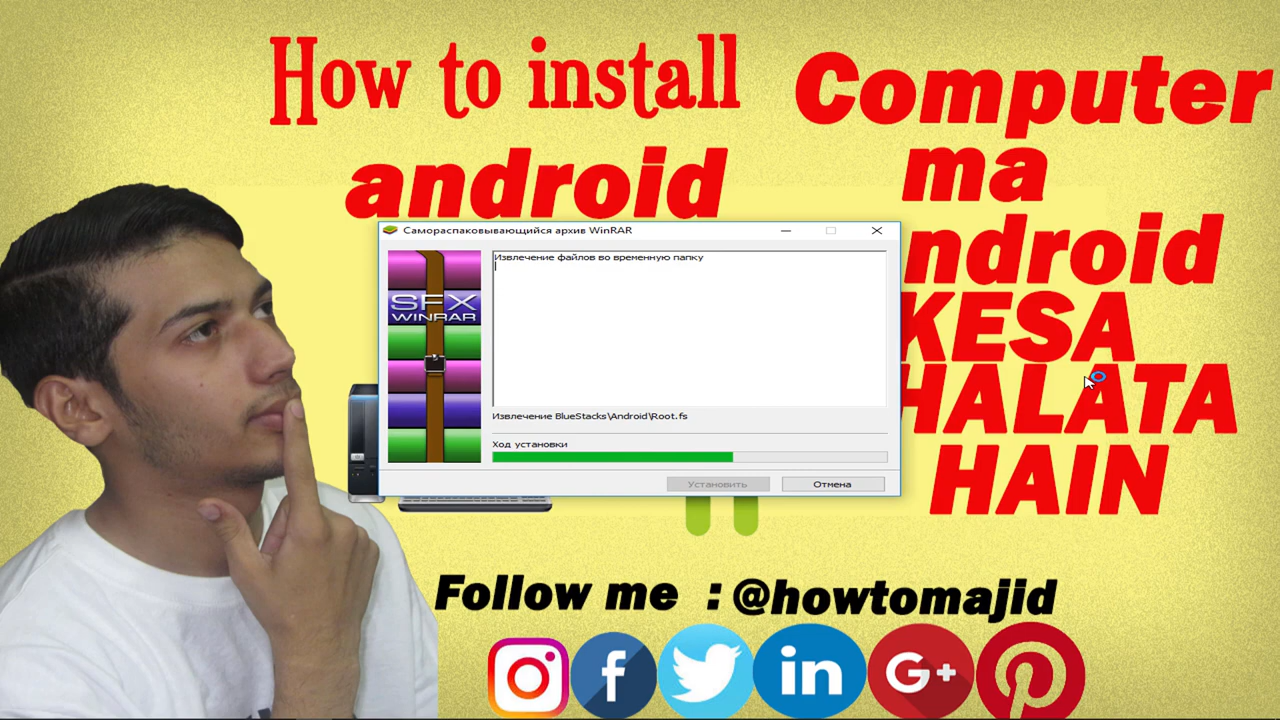 How to install
android
Computer
ma
ndroid
KESA
HALATA
HAIN
Самораспаковывающийся архив WinRAR
SFX
WINRAR
Извлечение файлов во временную папку
Извлечение BlueStacks\Android\Root.fs
Ход установки
Установить
Отмена
Follow me : @howtomajid
f
in
G+